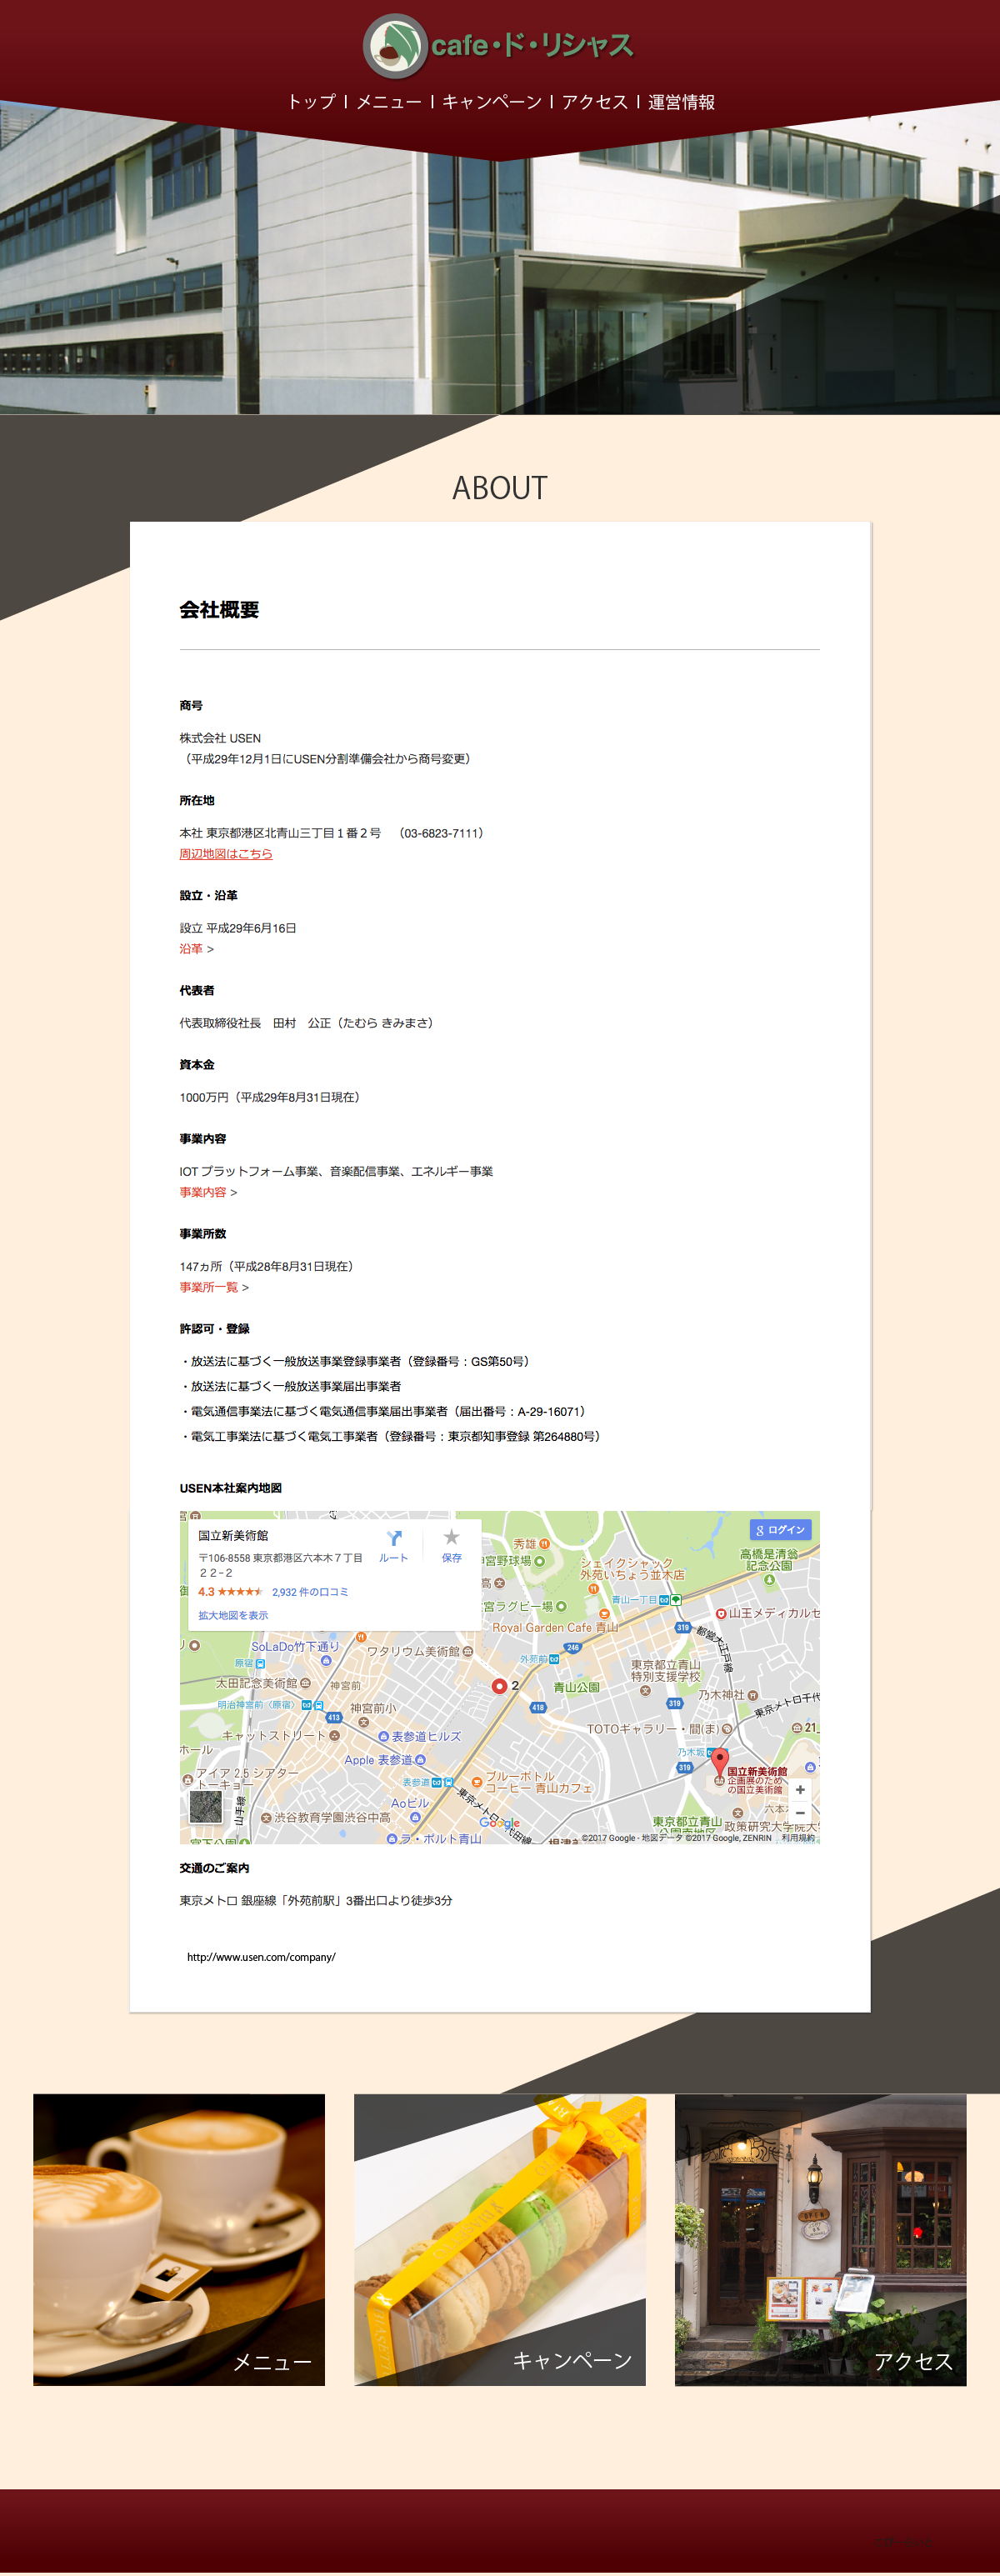 cafe・ド・リシャス
トップ | メニュー | キャンペーン | アクセス | 運営情報
ABOUT
会社概要
商号
株式会社 USEN
（平成29年12月1日にUSEN分割準備会社から商号変更）
所在地
本社 東京都港区北青山三丁目１番２号　（03-6823-7111）
周辺地図はこちら
設立・沿革
設立 平成29年6月16日
沿革 >
代表者
代表取締役社長　田村　公正（たむら きみまさ）
資本金
1000万円（平成29年8月31日現在）
事業内容
IOT プラットフォーム事業、音楽配信事業、エネルギー事業
事業内容 >
事業所数
147ヵ所（平成28年8月31日現在）
事業所一覧 >
許認可・登録
・放送法に基づく一般放送事業登録事業者（登録番号：GS第50号）
・放送法に基づく一般放送事業届出事業者
・電気通信事業法に基づく電気通信事業届出事業者（届出番号：A-29-16071）
・電気工事業法に基づく電気工事業者（登録番号：東京都知事登録 第264880号）
USEN本社案内地図
国立新美術館
〒106-8558 東京都港区六本木７丁目
２２−２
ルート
保存
4.3
2,932 件の口コミ
拡大地図を表示
ログイン
秀雄
神宮野球場
シェイクシャック
外苑いちょう並木店
高橋是清翁
記念公園
宮ラグビー場
青山一丁目
山王メディカルセ
Royal Garden Cafe 青山
319
都営大江戸線
SoLaDo竹下通り
ワタリウム美術館
246
原宿
外苑前
東京都立青山
特別支援学校
太田記念美術館
神宮前
2
青山公園
乃木神社
明治神宮前〈原宿〉
神宮前小
418
319
東京メトロ千代
413
キャットストリート
表参道ヒルズ
TOTOギャラリー・間(ま)
21_
ホール
Apple 表参道
乃木坂
319
国立新美術館
企画展のため
の国立美術館
アイア 2.5 シアター
トーキョー
表参道
ブルーボトル
コーヒー 青山カフェ
Aoビル
山手線
渋谷教育学園渋谷中高
東京メトロ
代田線
Google
東京都立青山
六本木
政策研究大学院大
宮下公園
ラ・ポルト青山
根津美
©2017 Google - 地図データ ©2017 Google, ZENRIN
利用規約
交通のご案内
東京メトロ 銀座線「外苑前駅」3番出口より徒歩3分
http://www.usen.com/company/
メニュー
キャンペーン
アクセス